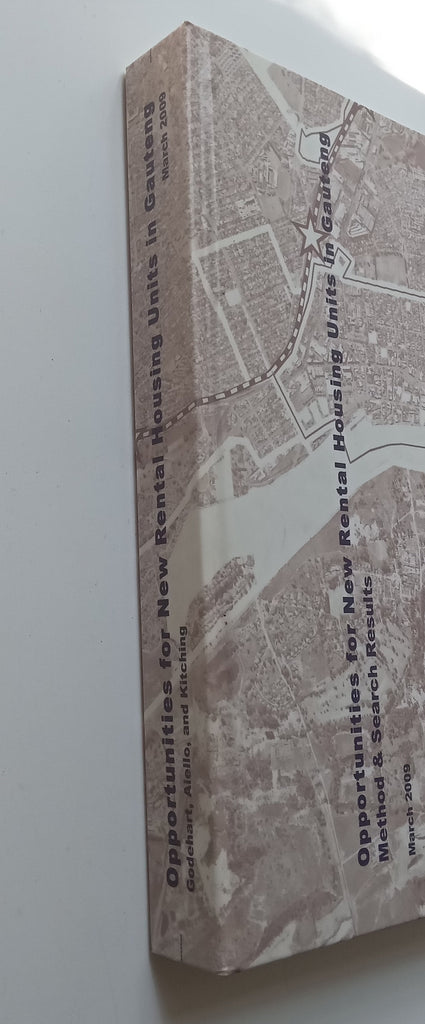 Opportunities for New Rental Housing Units in Gauteng
Godehart, Aiello, and Kitching
March 2009
Opportunities for New Rental Housing Units in Gauteng
Method & Search Results
March 2009